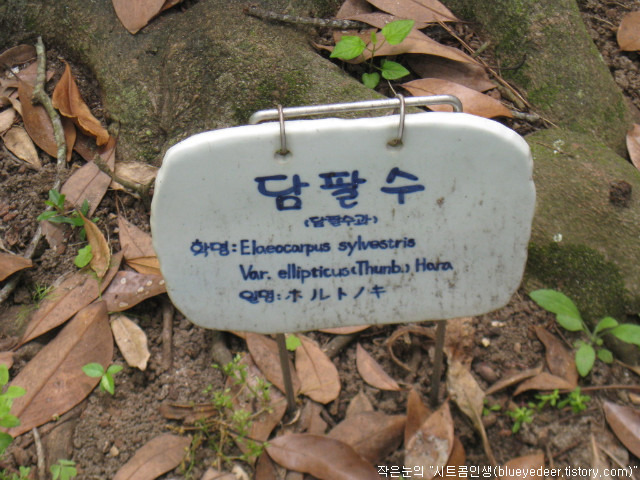 담팔수
(담팔수과)
학명: Elaeocarpus sylvestris
Var. ellipticus (Thunb.) Hara
일명: ホルトノキ
작은눈의 "시트콤인생(blueyedeer.tistory.com)